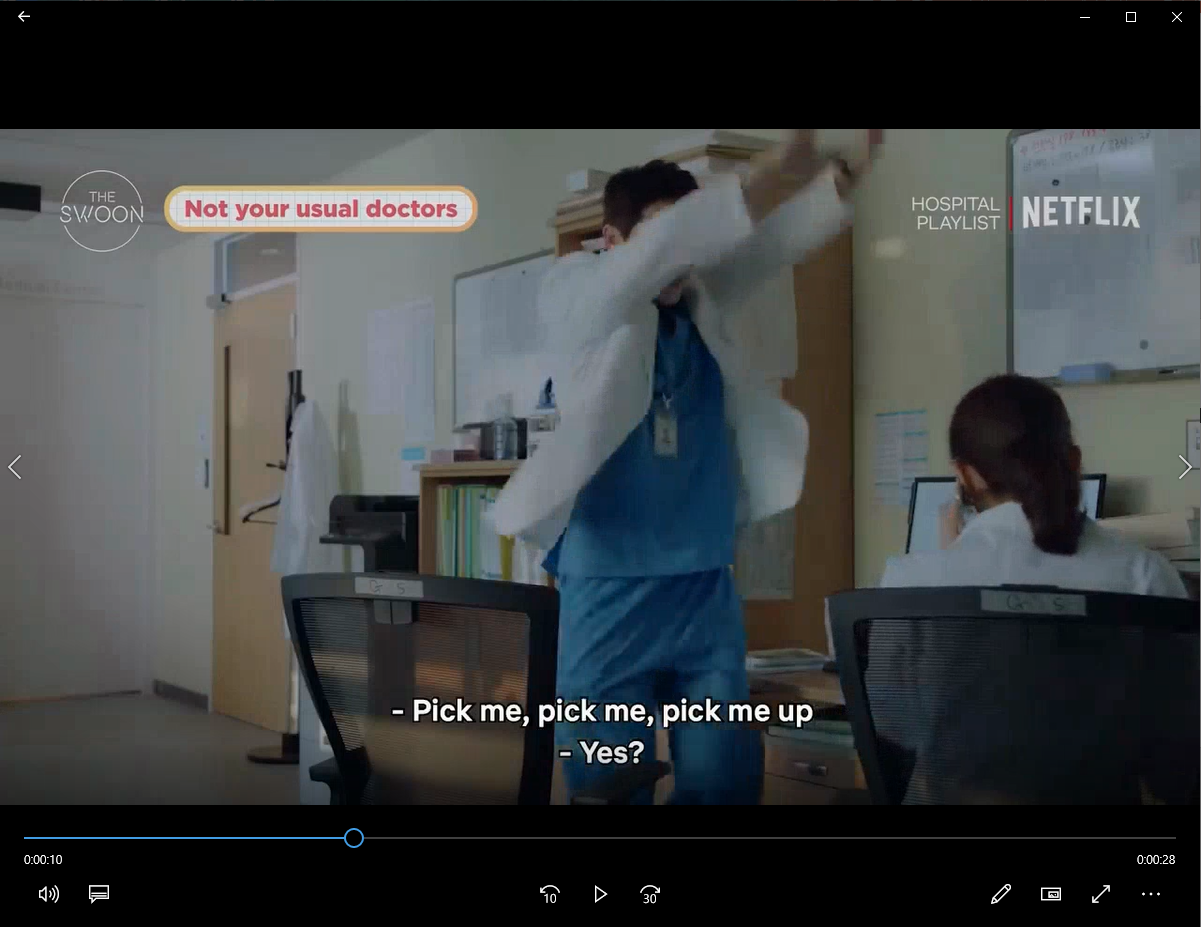 THE
SWOON
Not your usual doctors
HOSPITAL
PLAYLIST
NETFLIX
- Pick me, pick me, pick me up
- Yes?
0:00:10
0:00:28
10
30